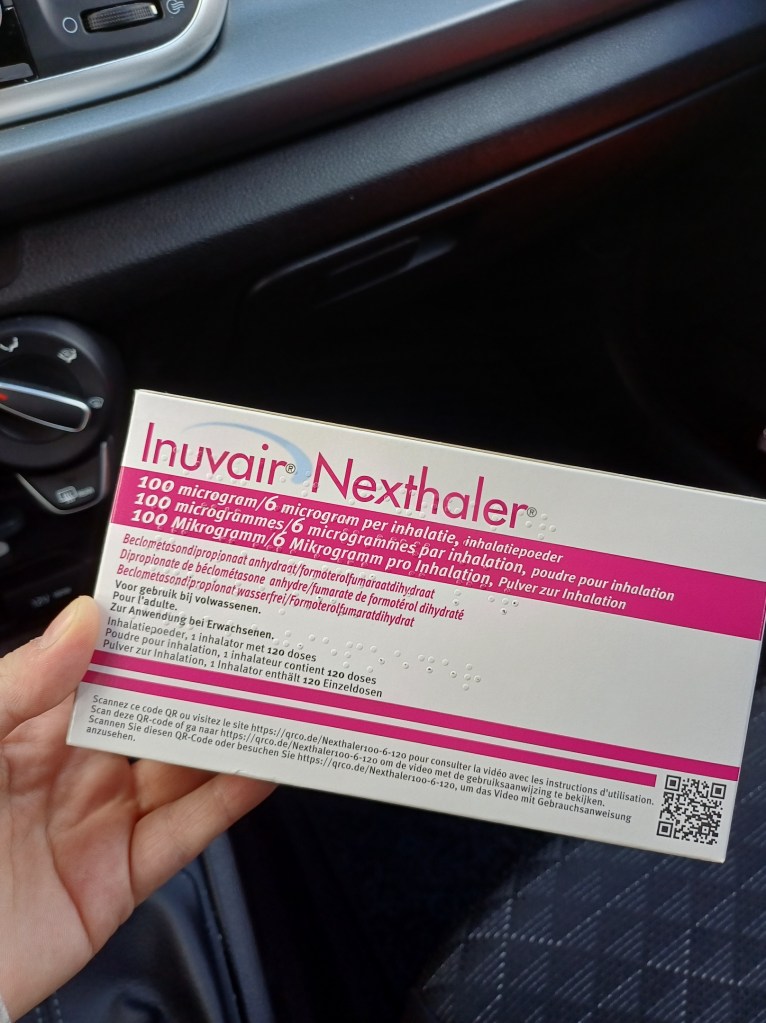 Inuvair® Nexthaler®
100 microgram/6 microgram per inhalatie, inhalatiepoeder
100 microgrammes/6 microgrammes par inhalation, poudre pour inhalation
100 Mikrogramm/6 Mikrogramm pro Inhalation, Pulver zur Inhalation
Beclometasondipropionaat anhydraat/formoterolfumaraatdihydraat
Dipropionate de béclométasone anhydre/fumarate de formotérol dihydraté
Beclometasondipropionat wasserfrei/Formoterolfumaratdihydrat
Voor gebruik bij volwassenen.
Pour l'adulte.
Zur Anwendung bei Erwachsenen.
Inhalatiepoeder, 1 inhalator met 120 doses
Poudre pour inhalation, 1 inhalateur contient 120 doses
Pulver zur Inhalation, 1 Inhalator enthält 120 Einzeldosen
Scannez ce code QR ou visitez le site https://qrco.de/Nexthaler100-6-120 pour consulter la vidéo avec les instructions d'utilisation.
Scan deze QR-code of ga naar https://qrco.de/Nexthaler100-6-120 om de video met de gebruiksaanwijzing te bekijken.
Scannen Sie diesen QR-Code oder besuchen Sie https://qrco.de/Nexthaler100-6-120, um das Video mit Gebrauchsanweisung
anzusehen.